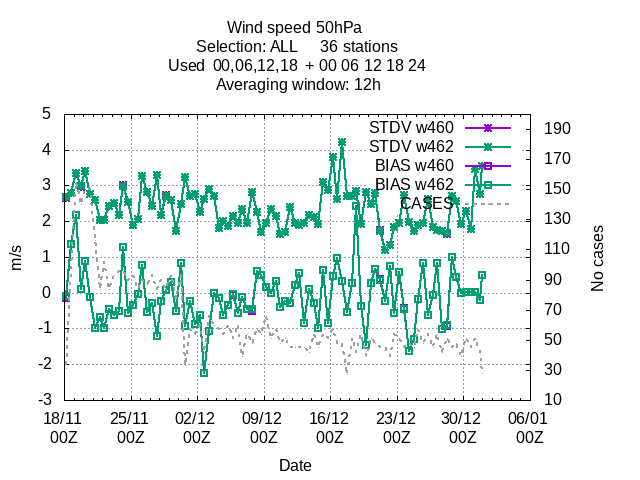 Wind speed 50hPa
Selection: ALL 36 stations
Used 00,06,12,18 + 00 06 12 18 24
Averaging window: 12h
STDV w460
STDV w462
BIAS w460
BIAS w462
CASES
m/s
5
4
3
2
1
0
-1
-2
-3
No cases
190
170
150
130
110
90
70
50
30
10
18/11 25/11 02/12 09/12 16/12 23/12 30/12 06/01
00Z 00Z 00Z 00Z 00Z 00Z 00Z 00Z
Date